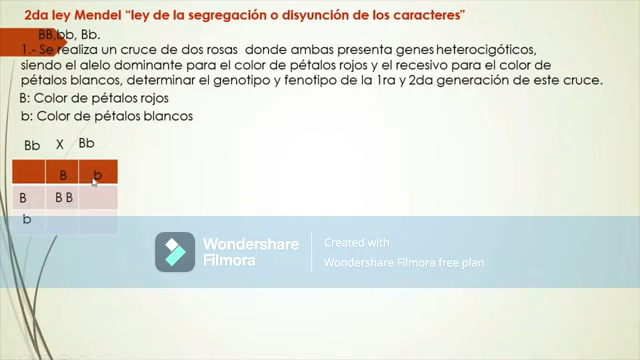 2da ley Mendel “ley de la segregación o disyunción de los caracteres”
BB,bb, Bb.
1.- Se realiza un cruce de dos rosas donde ambas presenta genes heterocigóticos,
siendo el alelo dominante para el color de pétalos rojos y el recesivo para el color de
pétalos blancos, determinar el genotipo y fenotipo de la 1ra y 2da generación de este cruce.
B: Color de pétalos rojos
b: Color de pétalos blancos
Bb X Bb
B b
B B B
b
Wondershare
Filmora
Created with
Wondershare Filmora free plan